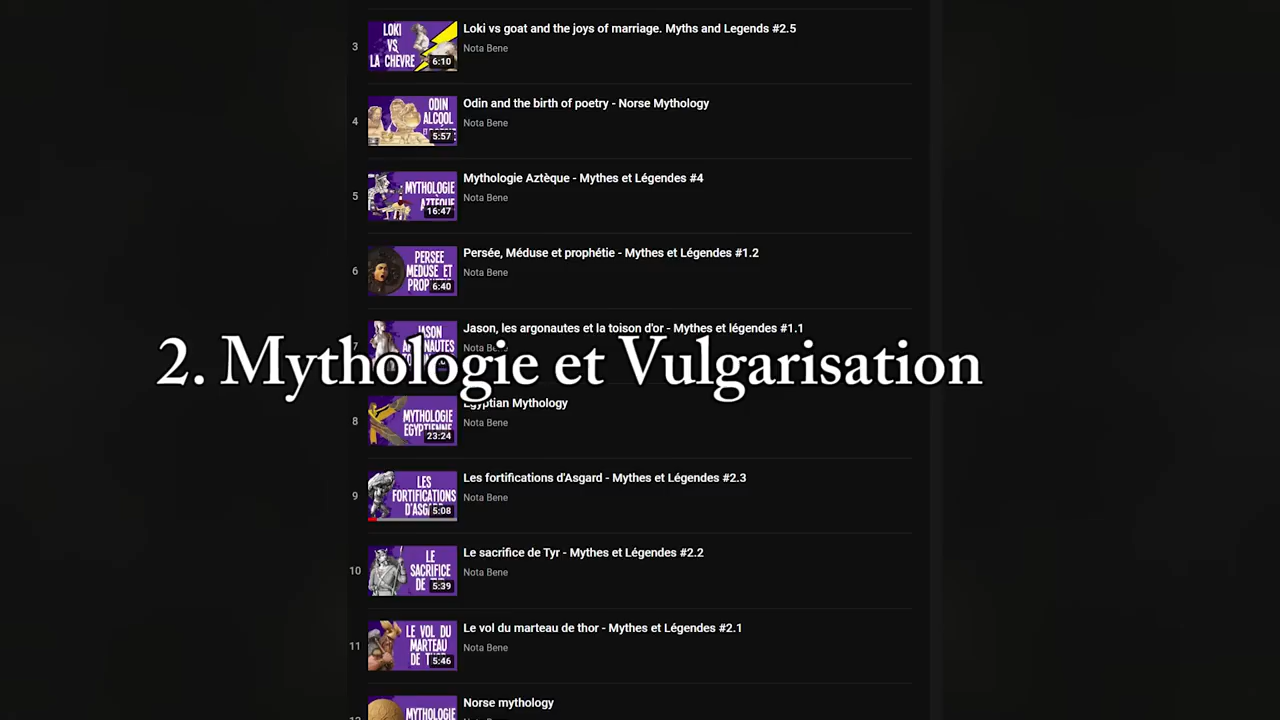 3
LOKI
VS
LA CHEVRE
6:10
Loki vs goat and the joys of marriage. Myths and Legends #2.5
Nota Bene
4
ODIN
ALCOOL
ET
5:57
Odin and the birth of poetry - Norse Mythology
Nota Bene
5
MYTHOLOGIE
AZTÈQUE
16:47
Mythologie Aztèque - Mythes et Légendes #4
Nota Bene
6
PERSEE
MEDUSE ET
6:40
Persée, Méduse et prophétie - Mythes et Légendes #1.2
Nota Bene
JASON
Jason, les argonautes et la toison d'or - Mythes et légendes #1.1
Nota Bene
2. Mythologie et Vulgarisation
8
MYTHOLOGIE
EGYPTIENNE
23:24
Egyptian Mythology
Nota Bene
9
LES
FORTIFICATIONS
D'ASGARD
5:08
Les fortifications d'Asgard - Mythes et Légendes #2.3
Nota Bene
10
LE
SACRIFICE
DE TYR
5:39
Le sacrifice de Tyr - Mythes et Légendes #2.2
Nota Bene
11
LE VOL DU
MARTEAU
DE
5:46
Le vol du marteau de thor - Mythes et Légendes #2.1
Nota Bene
MYTHOLOGIE
Norse mythology